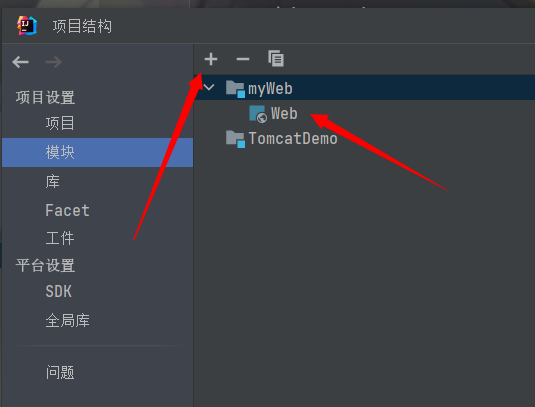 项目结构
项目设置
项目
模块
库
Facet
工件
平台设置
SDK
全局库
问题
myWeb
Web
TomcatDemo